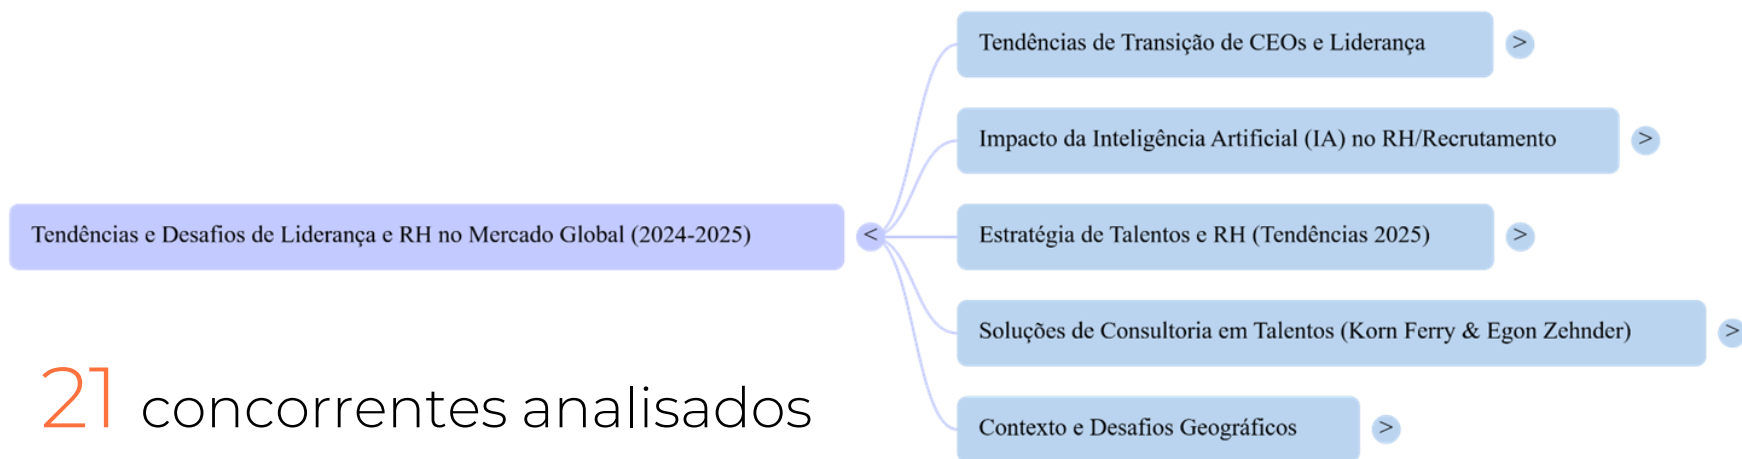 Tendências de Transição de CEOs e Liderança >
Impacto da Inteligência Artificial (IA) no RH/Recrutamento >
Tendências e Desafios de Liderança e RH no Mercado Global (2024-2025) <
Estratégia de Talentos e RH (Tendências 2025) >
Soluções de Consultoria em Talentos (Korn Ferry & Egon Zehnder) >
21 concorrentes analisados
Contexto e Desafios Geográficos >